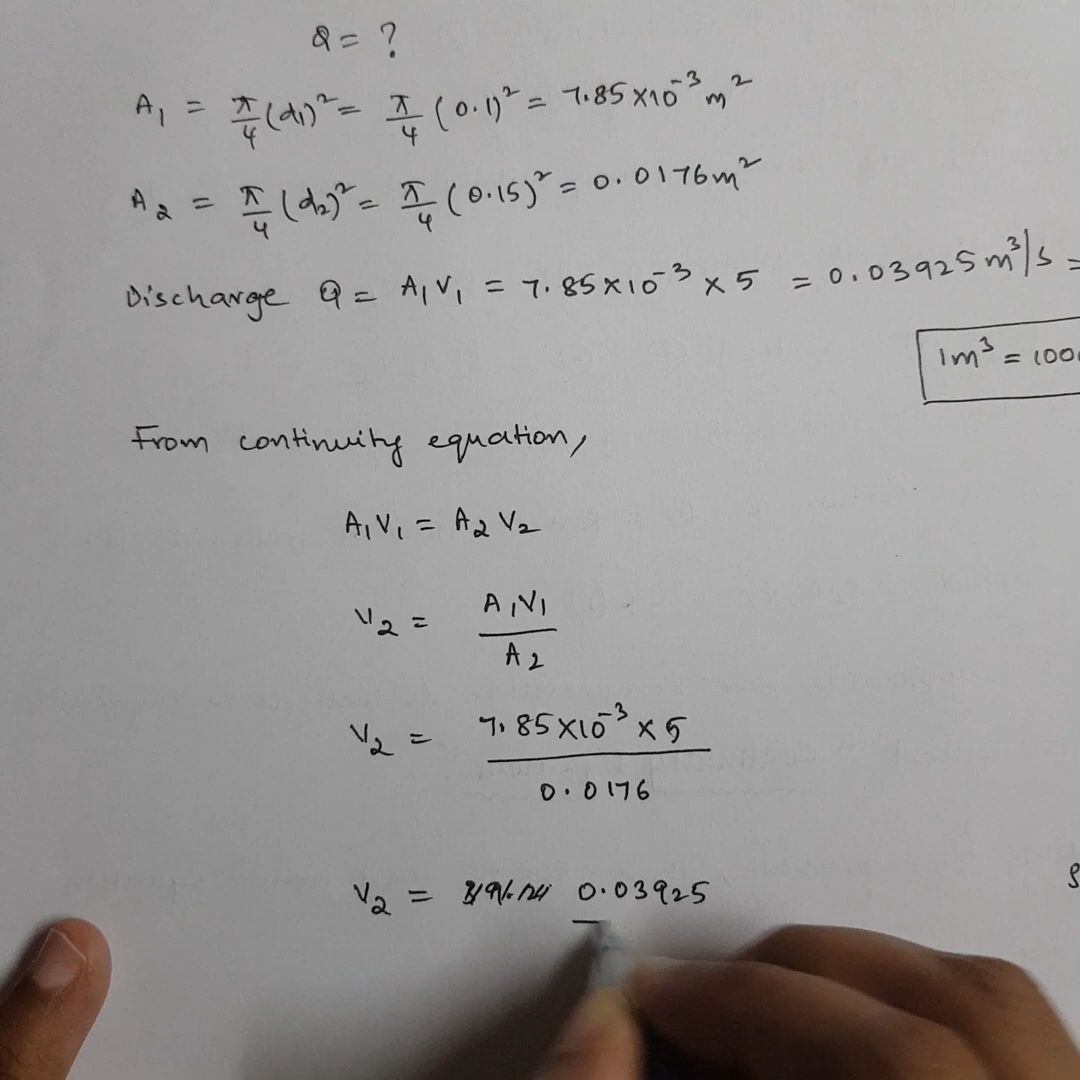 Q = ?
A₁ = π/4 (d₁)² = π/4 (0.1)² = 7.85 × 10⁻³ m²
A₂ = π/4 (d₂)² = π/4 (0.15)² = 0.0176 m²
Discharge Q = A₁V₁ = 7.85 × 10⁻³ × 5 = 0.03925 m³/s =
1m³ = 100
From continuity equation,
A₁V₁ = A₂V₂
V₂ = A₁V₁ / A₂
V₂ = 7.85 × 10⁻³ × 5 / 0.0176
V₂ = 0.03925